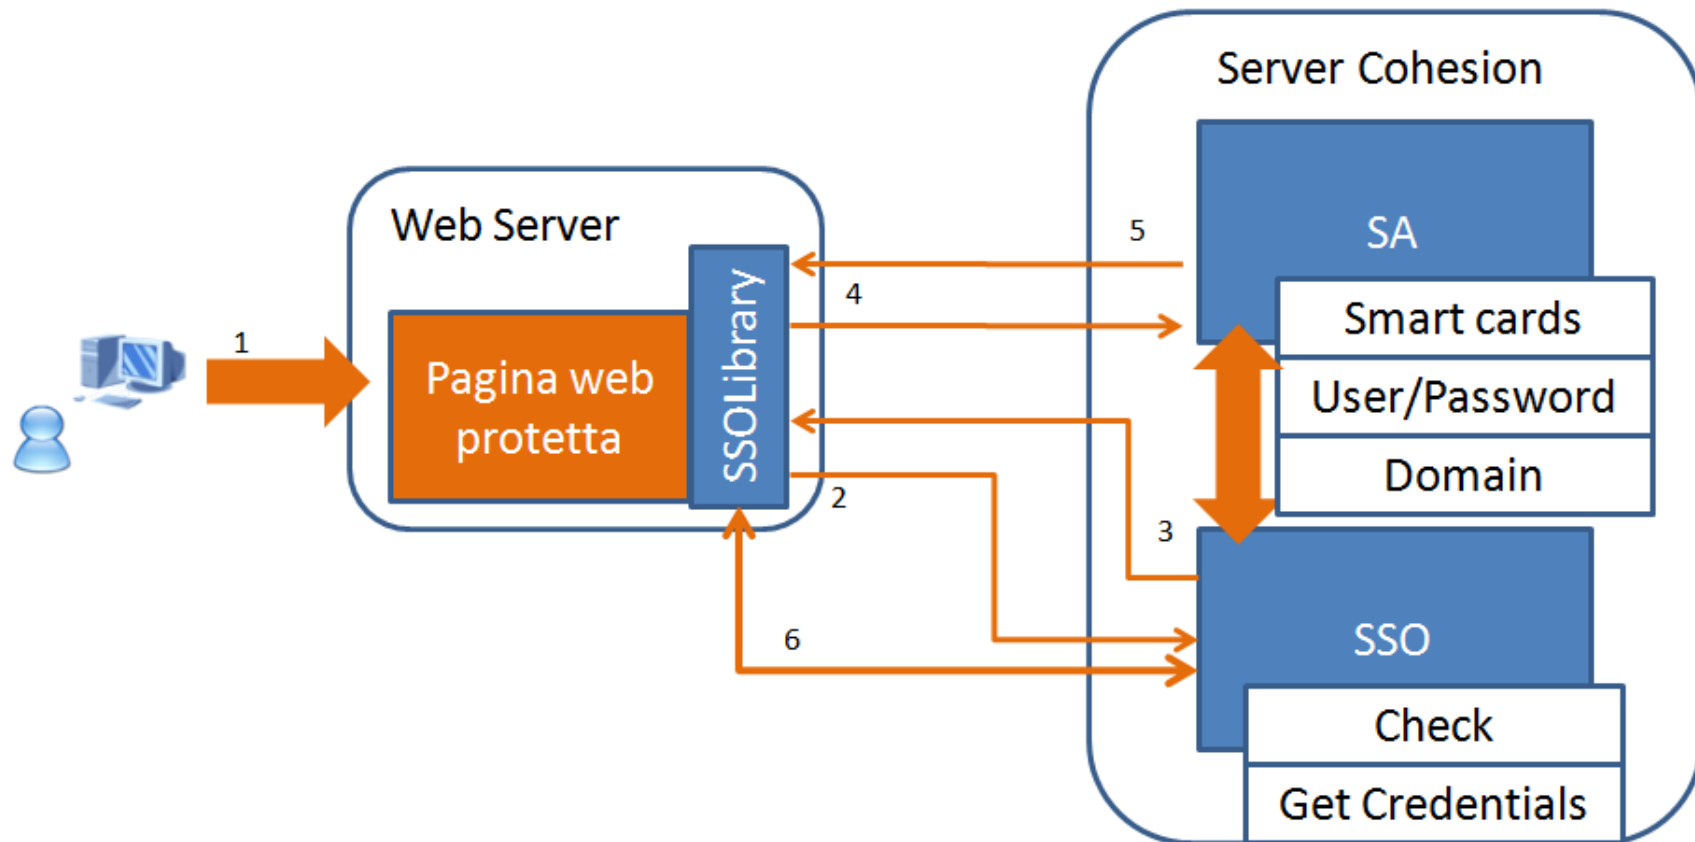 Server Cohesion
Web Server
SA
5
4
SSOLibrary
Smart cards
1
Pagina web
protetta
User/Password
Domain
2
3
6
SSO
Check
Get Credentials